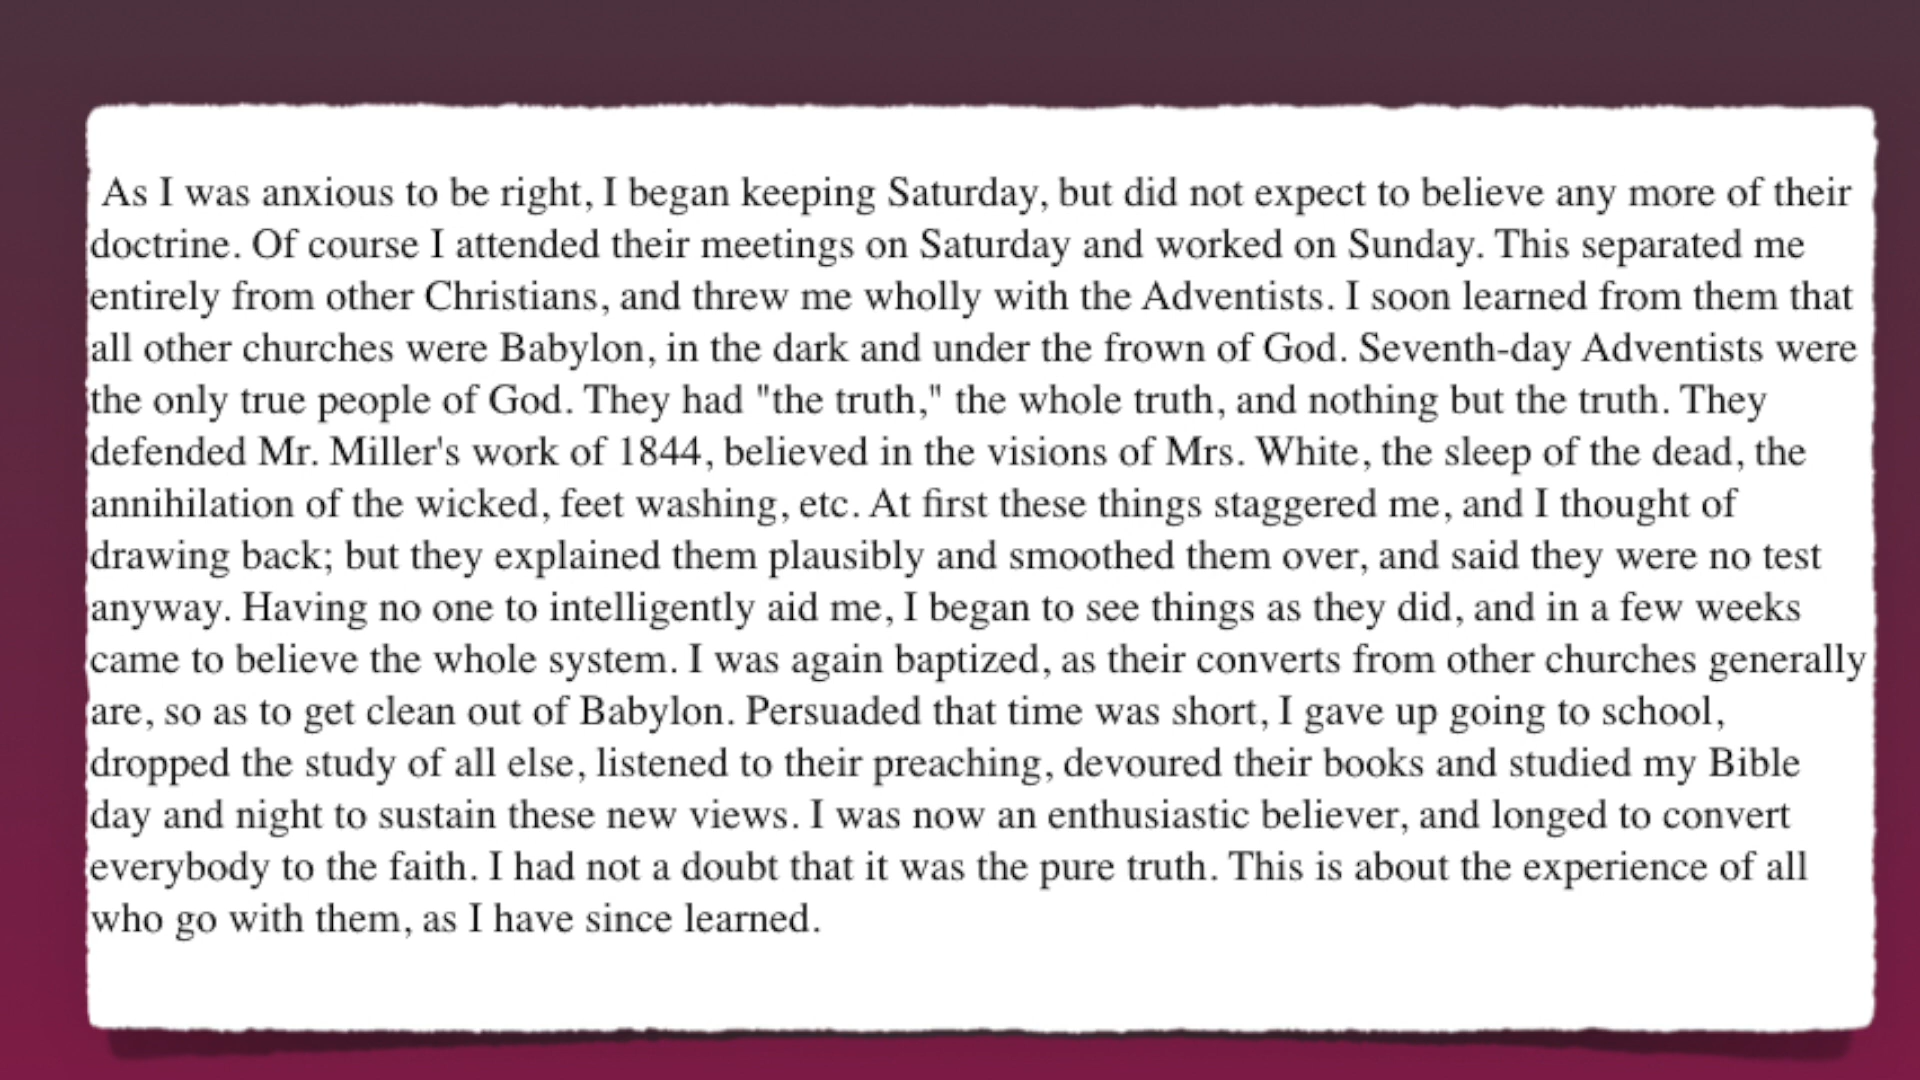 As I was anxious to be right, I began keeping Saturday, but did not expect to believe any more of their
doctrine. Of course I attended their meetings on Saturday and worked on Sunday. This separated me
entirely from other Christians, and threw me wholly with the Adventists. I soon learned from them that
all other churches were Babylon, in the dark and under the frown of God. Seventh-day Adventists were
the only true people of God. They had "the truth," the whole truth, and nothing but the truth. They
defended Mr. Miller's work of 1844, believed in the visions of Mrs. White, the sleep of the dead, the
annihilation of the wicked, feet washing, etc. At first these things staggered me, and I thought of
drawing back; but they explained them plausibly and smoothed them over, and said they were no test
anyway. Having no one to intelligently aid me, I began to see things as they did, and in a few weeks
came to believe the whole system. I was again baptized, as their converts from other churches generally
are, so as to get clean out of Babylon. Persuaded that time was short, I gave up going to school,
dropped the study of all else, listened to their preaching, devoured their books and studied my Bible
day and night to sustain these new views. I was now an enthusiastic believer, and longed to convert
everybody to the faith. I had not a doubt that it was the pure truth. This is about the experience of all
who go with them, as I have since learned.